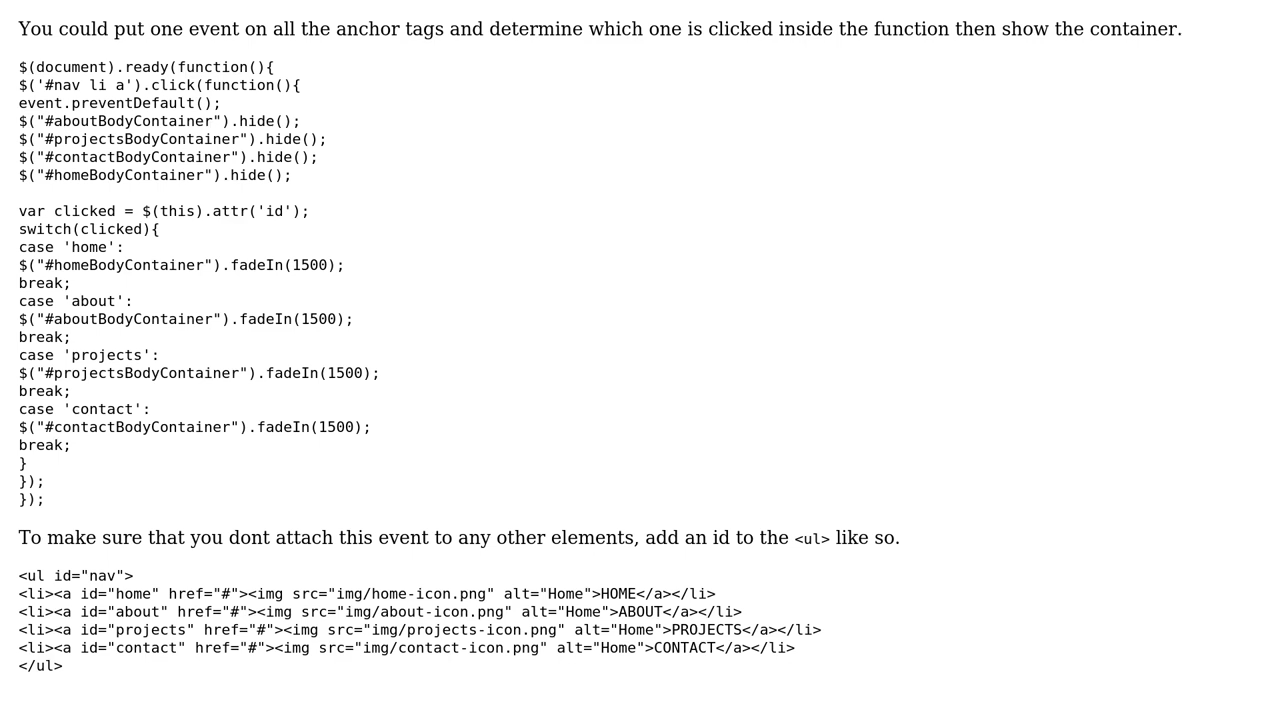 You could put one event on all the anchor tags and determine which one is clicked inside the function then show the container.
$(document).ready(function(){
$('#nav li a').click(function(){
event.preventDefault();
$("#aboutBodyContainer").hide();
$("#projectsBodyContainer").hide();
$("#contactBodyContainer").hide();
$("#homeBodyContainer").hide();
var clicked = $(this).attr('id');
switch(clicked){
case 'home':
$("#homeBodyContainer").fadeIn(1500);
break;
case 'about':
$("#aboutBodyContainer").fadeIn(1500);
break;
case 'projects':
$("#projectsBodyContainer").fadeIn(1500);
break;
case 'contact':
$("#contactBodyContainer").fadeIn(1500);
break;
}
});
});
To make sure that you dont attach this event to any other elements, add an id to the <ul> like so.
<ul id="nav">
<li><a id="home" href="#"><img src="img/home-icon.png" alt="Home">HOME</a></li>
<li><a id="about" href="#"><img src="img/about-icon.png" alt="Home">ABOUT</a></li>
<li><a id="projects" href="#"><img src="img/projects-icon.png" alt="Home">PROJECTS</a></li>
<li><a id="contact" href="#"><img src="img/contact-icon.png" alt="Home">CONTACT</a></li>
</ul>